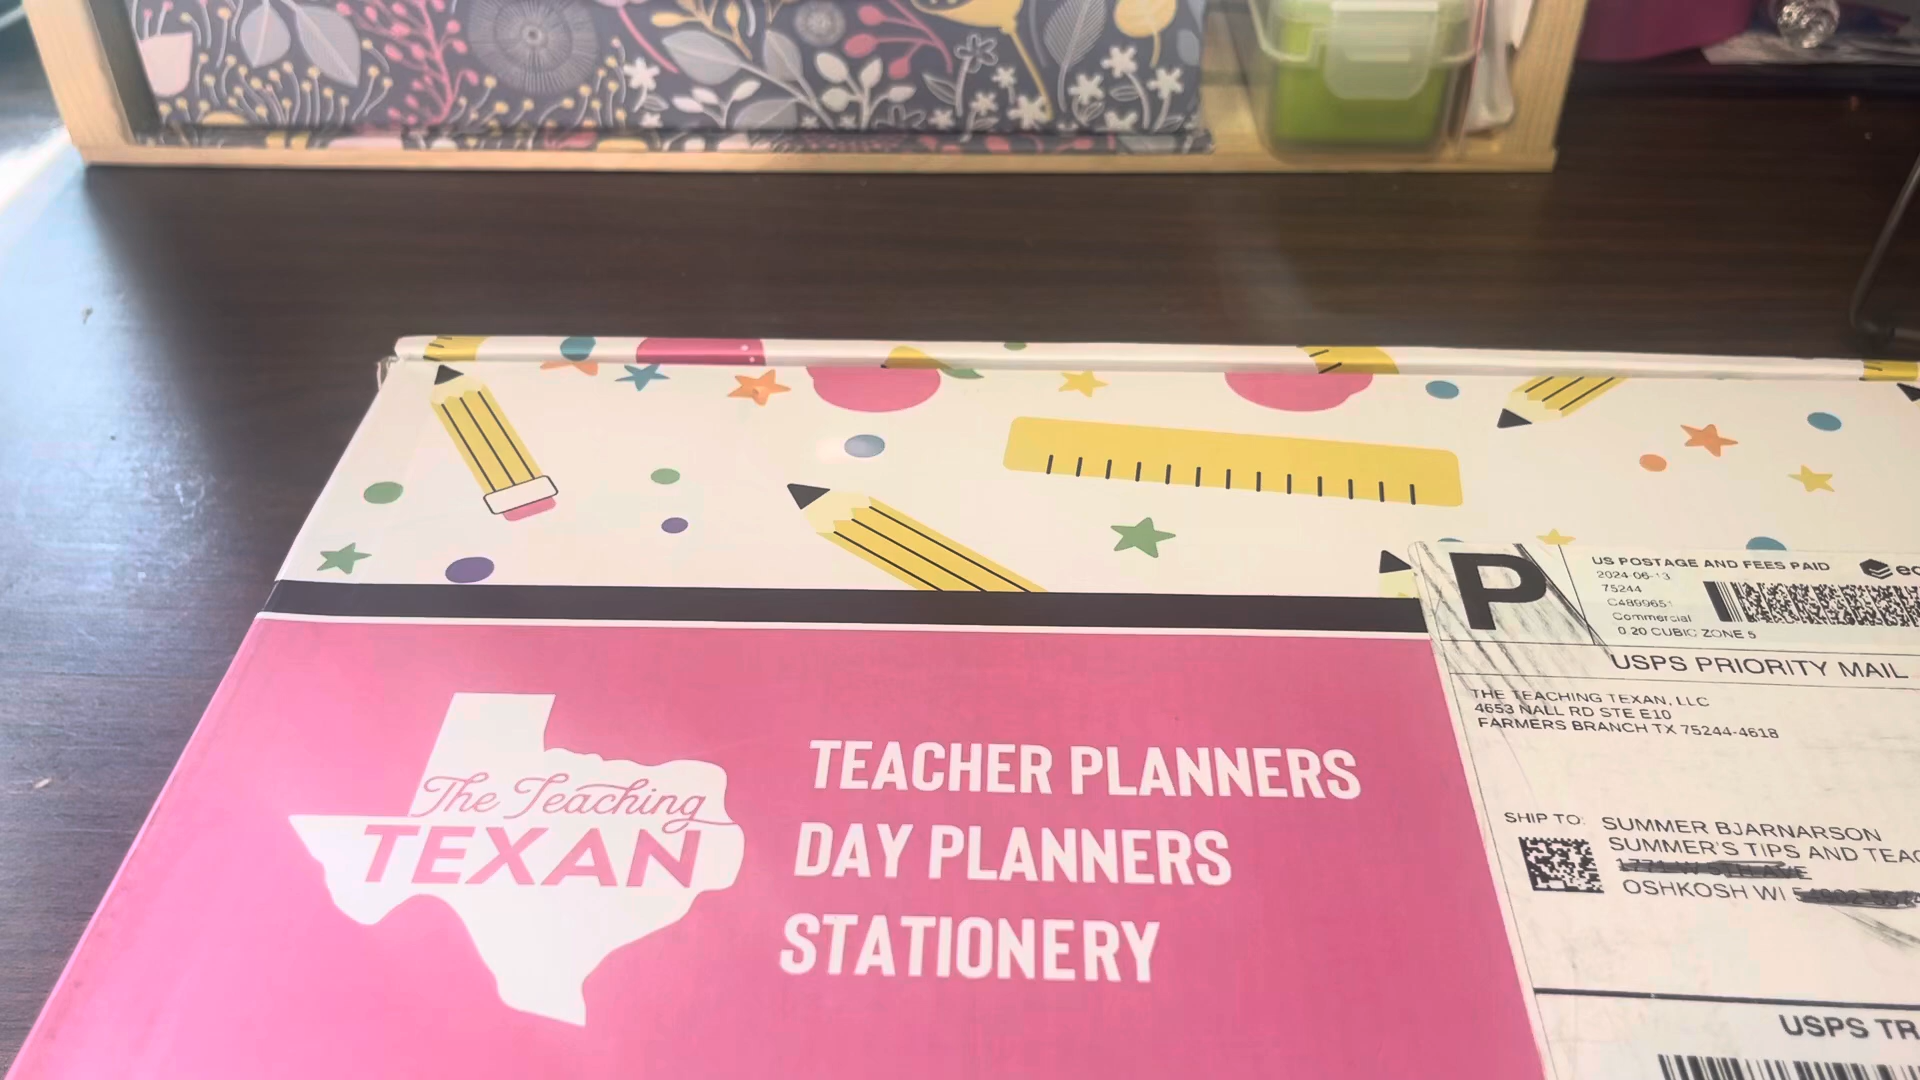 The Teaching
TEXAN
TEACHER PLANNERS
DAY PLANNERS
STATIONERY
P
US POSTAGE AND FEES PAID
2024-06-13
75244
Commercial
0.20 CUBIC ZONE 5
USPS PRIORITY MAIL
THE TEACHING TEXAN, LLC
4653 NALL RD STE E10
FARMERS BRANCH TX 75244-4618
SHIP TO:
SUMMER BJARNARSON
SUMMER'S TIPS AND
OSHKOSH WI
USPS